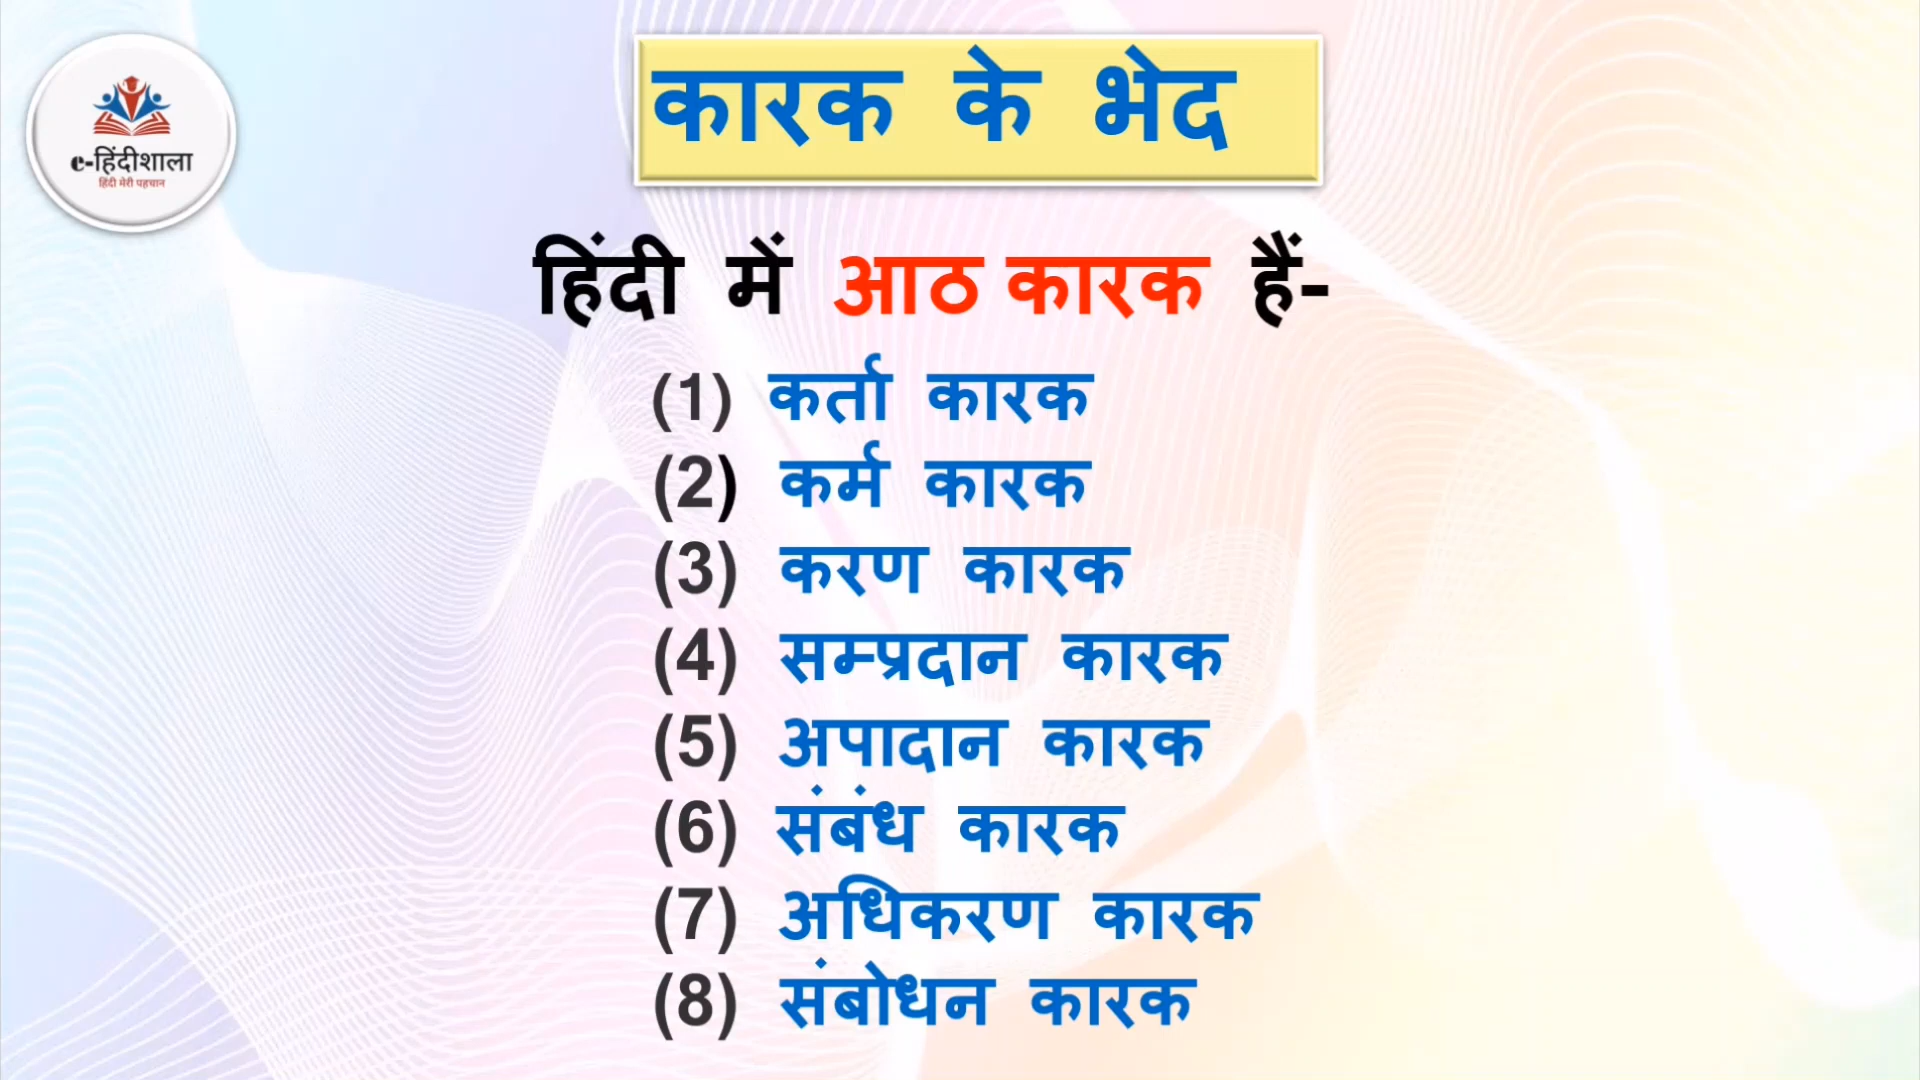 e-हिंदीशाला
हिंदी मेरी पहचान
कारक के भेद
हिंदी में आठ कारक हैं-
(1) कर्ता कारक
(2) कर्म कारक
(3) करण कारक
(4) सम्प्रदान कारक
(5) अपादान कारक
(6) संबंध कारक
(7) अधिकरण कारक
(8) संबोधन कारक